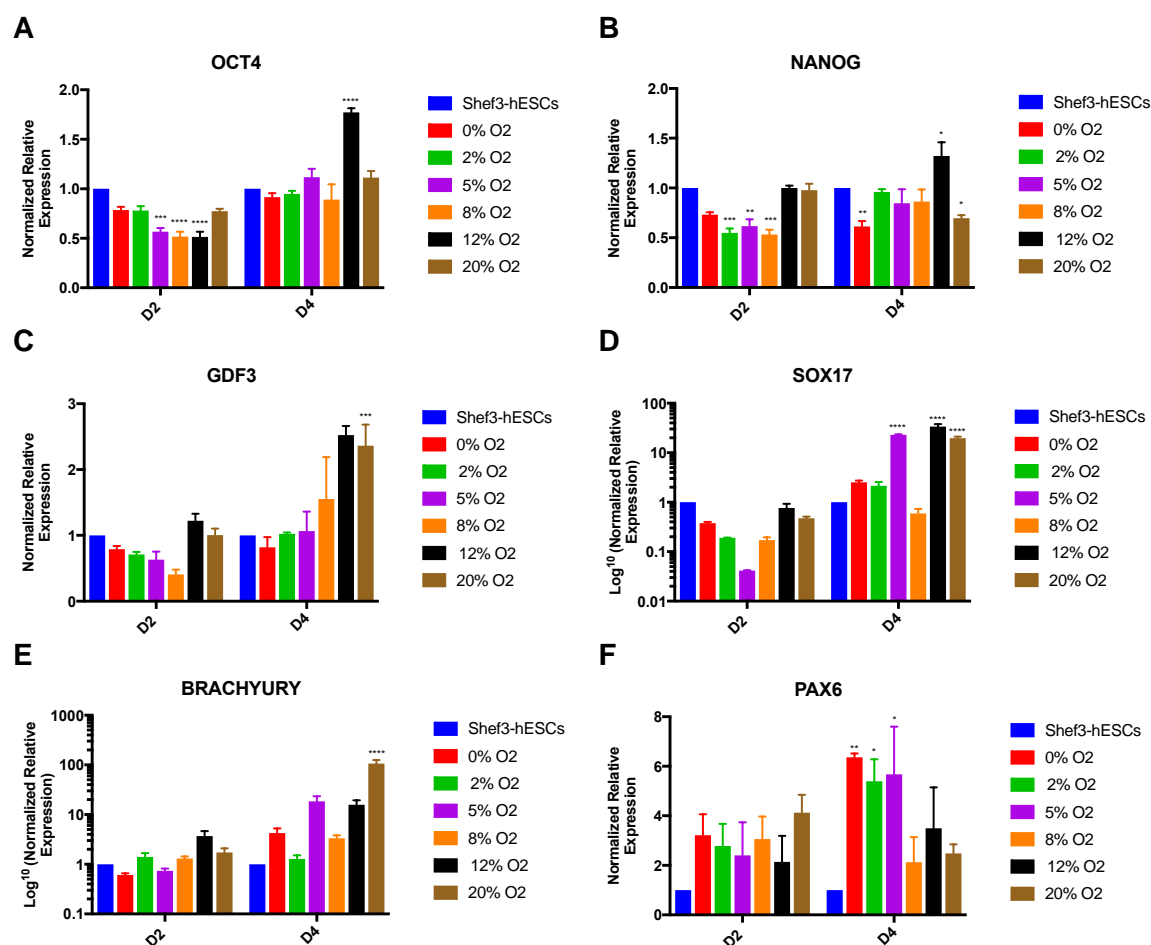 A
OCT4
Normalized Relative
Expression
2.0
1.5
1.0
0.5
0.0
***
****
****
****
D2
D4
Shef3-hESCs
0% O2
2% O2
5% O2
8% O2
12% O2
20% O2
B
NANOG
Normalized Relative
Expression
2.0
1.5
1.0
0.5
0.0
***
**
***
**
*
*
D2
D4
Shef3-hESCs
0% O2
2% O2
5% O2
8% O2
12% O2
20% O2
C
GDF3
Normalized Relative
Expression
3
2
1
0
***
D2
D4
Shef3-hESCs
0% O2
2% O2
5% O2
8% O2
12% O2
20% O2
D
SOX17
Log¹⁰ (Normalized Relative
Expression)
100
10
1
0.1
0.01
****
****
****
D2
D4
Shef3-hESCs
0% O2
2% O2
5% O2
8% O2
12% O2
20% O2
E
BRACHYURY
Log¹⁰ (Normalized Relative
Expression)
1000
100
10
1
0.1
****
D2
D4
Shef3-hESCs
0% O2
2% O2
5% O2
8% O2
12% O2
20% O2
F
PAX6
Normalized Relative
Expression
8
6
4
2
0
**
*
*
D2
D4
Shef3-hESCs
0% O2
2% O2
5% O2
8% O2
12% O2
20% O2